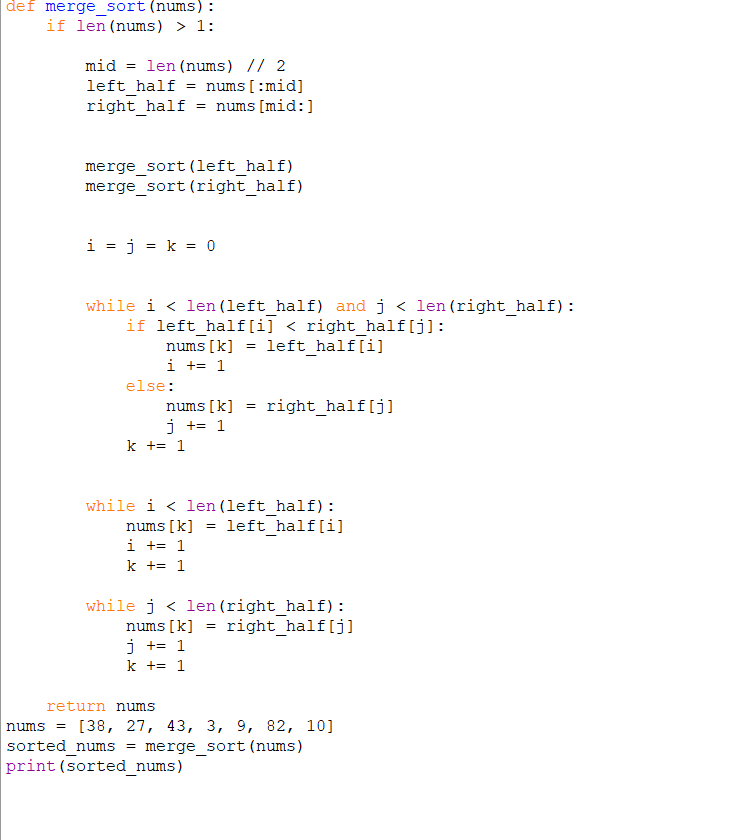 def merge_sort(nums):
    if len(nums) > 1:

        mid = len(nums) // 2
        left_half = nums[:mid]
        right_half = nums[mid:]


        merge_sort(left_half)
        merge_sort(right_half)


        i = j = k = 0


        while i < len(left_half) and j < len(right_half):
            if left_half[i] < right_half[j]:
                nums[k] = left_half[i]
                i += 1
            else:
                nums[k] = right_half[j]
                j += 1
            k += 1


        while i < len(left_half):
            nums[k] = left_half[i]
            i += 1
            k += 1

        while j < len(right_half):
            nums[k] = right_half[j]
            j += 1
            k += 1

    return nums
nums = [38, 27, 43, 3, 9, 82, 10]
sorted_nums = merge_sort(nums)
print(sorted_nums)